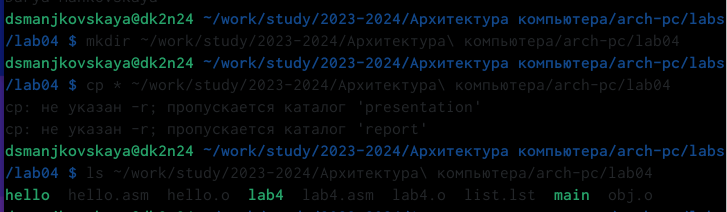 dsmanjkovskaya@dk2n24 ~/work/study/2023-2024/Архитектура компьютера/arch-pc/labs
/lab04 $ mkdir ~/work/study/2023-2024/Архитектура\ компьютера/arch-pc/lab04
dsmanjkovskaya@dk2n24 ~/work/study/2023-2024/Архитектура компьютера/arch-pc/labs
/lab04 $ cp * ~/work/study/2023-2024/Архитектура\ компьютера/arch-pc/lab04
cp: не указан -r; пропускается каталог 'presentation'
cp: не указан -r; пропускается каталог 'report'
dsmanjkovskaya@dk2n24 ~/work/study/2023-2024/Архитектура компьютера/arch-pc/labs
/lab04 $ ls ~/work/study/2023-2024/Архитектура\ компьютера/arch-pc/lab04
hello hello.asm hello.o lab4 lab4.asm lab4.o list.lst main obj.o